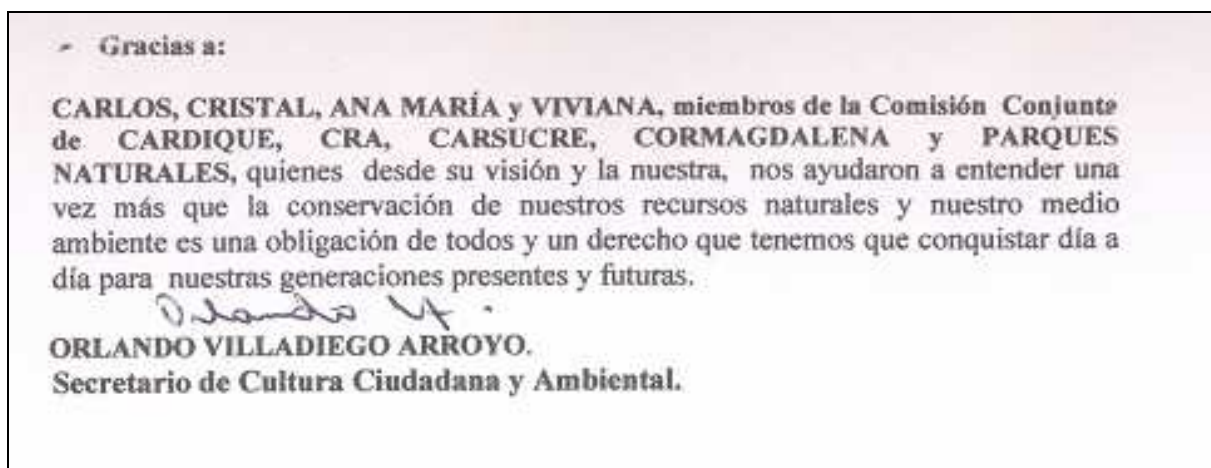 - Gracias a:
CARLOS, CRISTAL, ANA MARÍA y VIVIANA, miembros de la Comisión Conjunta
de CARDIQUE, CRA, CARSUCRE, CORMAGDALENA y PARQUES
NATURALES, quienes desde su visión y la nuestra, nos ayudaron a entender una
vez más que la conservación de nuestros recursos naturales y nuestro medio
ambiente es una obligación de todos y un derecho que tenemos que conquistar día a
día para nuestras generaciones presentes y futuras.
Orlando
ORLANDO VILLADIEGO ARROYO.
Secretario de Cultura Ciudadana y Ambiental.